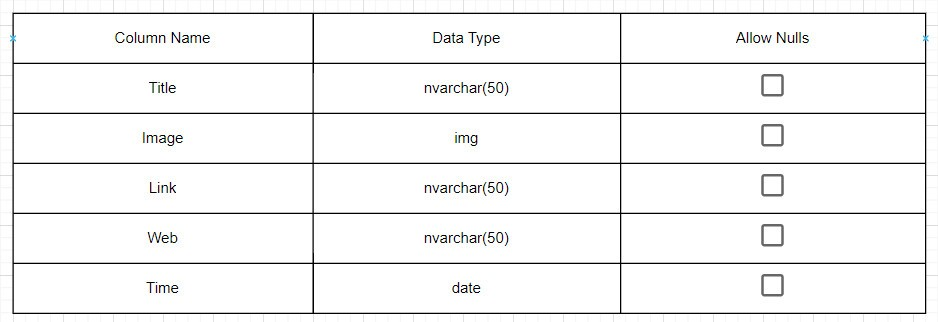 Column Name Data Type Allow Nulls
Title nvarchar(50)
Image img
Link nvarchar(50)
Web nvarchar(50)
Time date